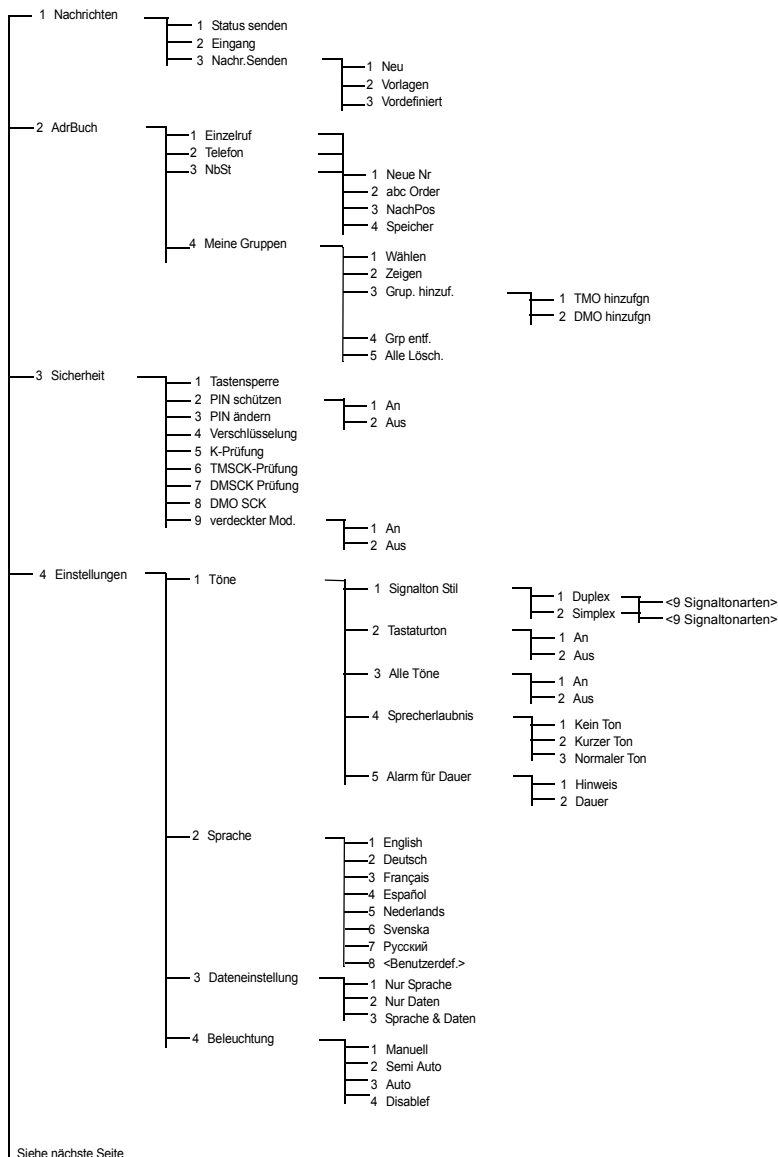 1 Nachrichten
1 Status senden
2 Eingang
3 Nachr.Senden
1 Neu
2 Vorlagen
3 Vordefiniert
2 AdrBuch
1 Einzelruf
2 Telefon
3 NbSt
1 Neue Nr
2 abc Order
3 NachPos
4 Speicher
4 Meine Gruppen
1 Wählen
2 Zeigen
3 Grup. hinzuf.
1 TMO hinzufgn
2 DMO hinzufgn
4 Grp entf.
5 Alle Lösch.
3 Sicherheit
1 Tastensperre
2 PIN schützen
1 An
2 Aus
3 PIN ändern
4 Verschlüsselung
5 K-Prüfung
6 TMSCK-Prüfung
7 DMSCK Prüfung
8 DMO SCK
9 verdeckter Mod.
1 An
2 Aus
4 Einstellungen
1 Töne
1 Signalton Stil
1 Duplex
<9 Signaltonarten>
2 Simplex
<9 Signaltonarten>
2 Tastaturton
1 An
2 Aus
3 Alle Töne
1 An
2 Aus
4 Sprecherlaubnis
1 Kein Ton
2 Kurzer Ton
3 Normaler Ton
5 Alarm für Dauer
1 Hinweis
2 Dauer
2 Sprache
1 English
2 Deutsch
3 Français
4 Español
5 Nederlands
6 Svenska
7 Русский
8 <Benutzerdef.>
3 Dateneinstellung
1 Nur Sprache
2 Nur Daten
3 Sprache & Daten
4 Beleuchtung
1 Manuell
2 Semi Auto
3 Auto
4 Disablef
Siehe nächste Seite